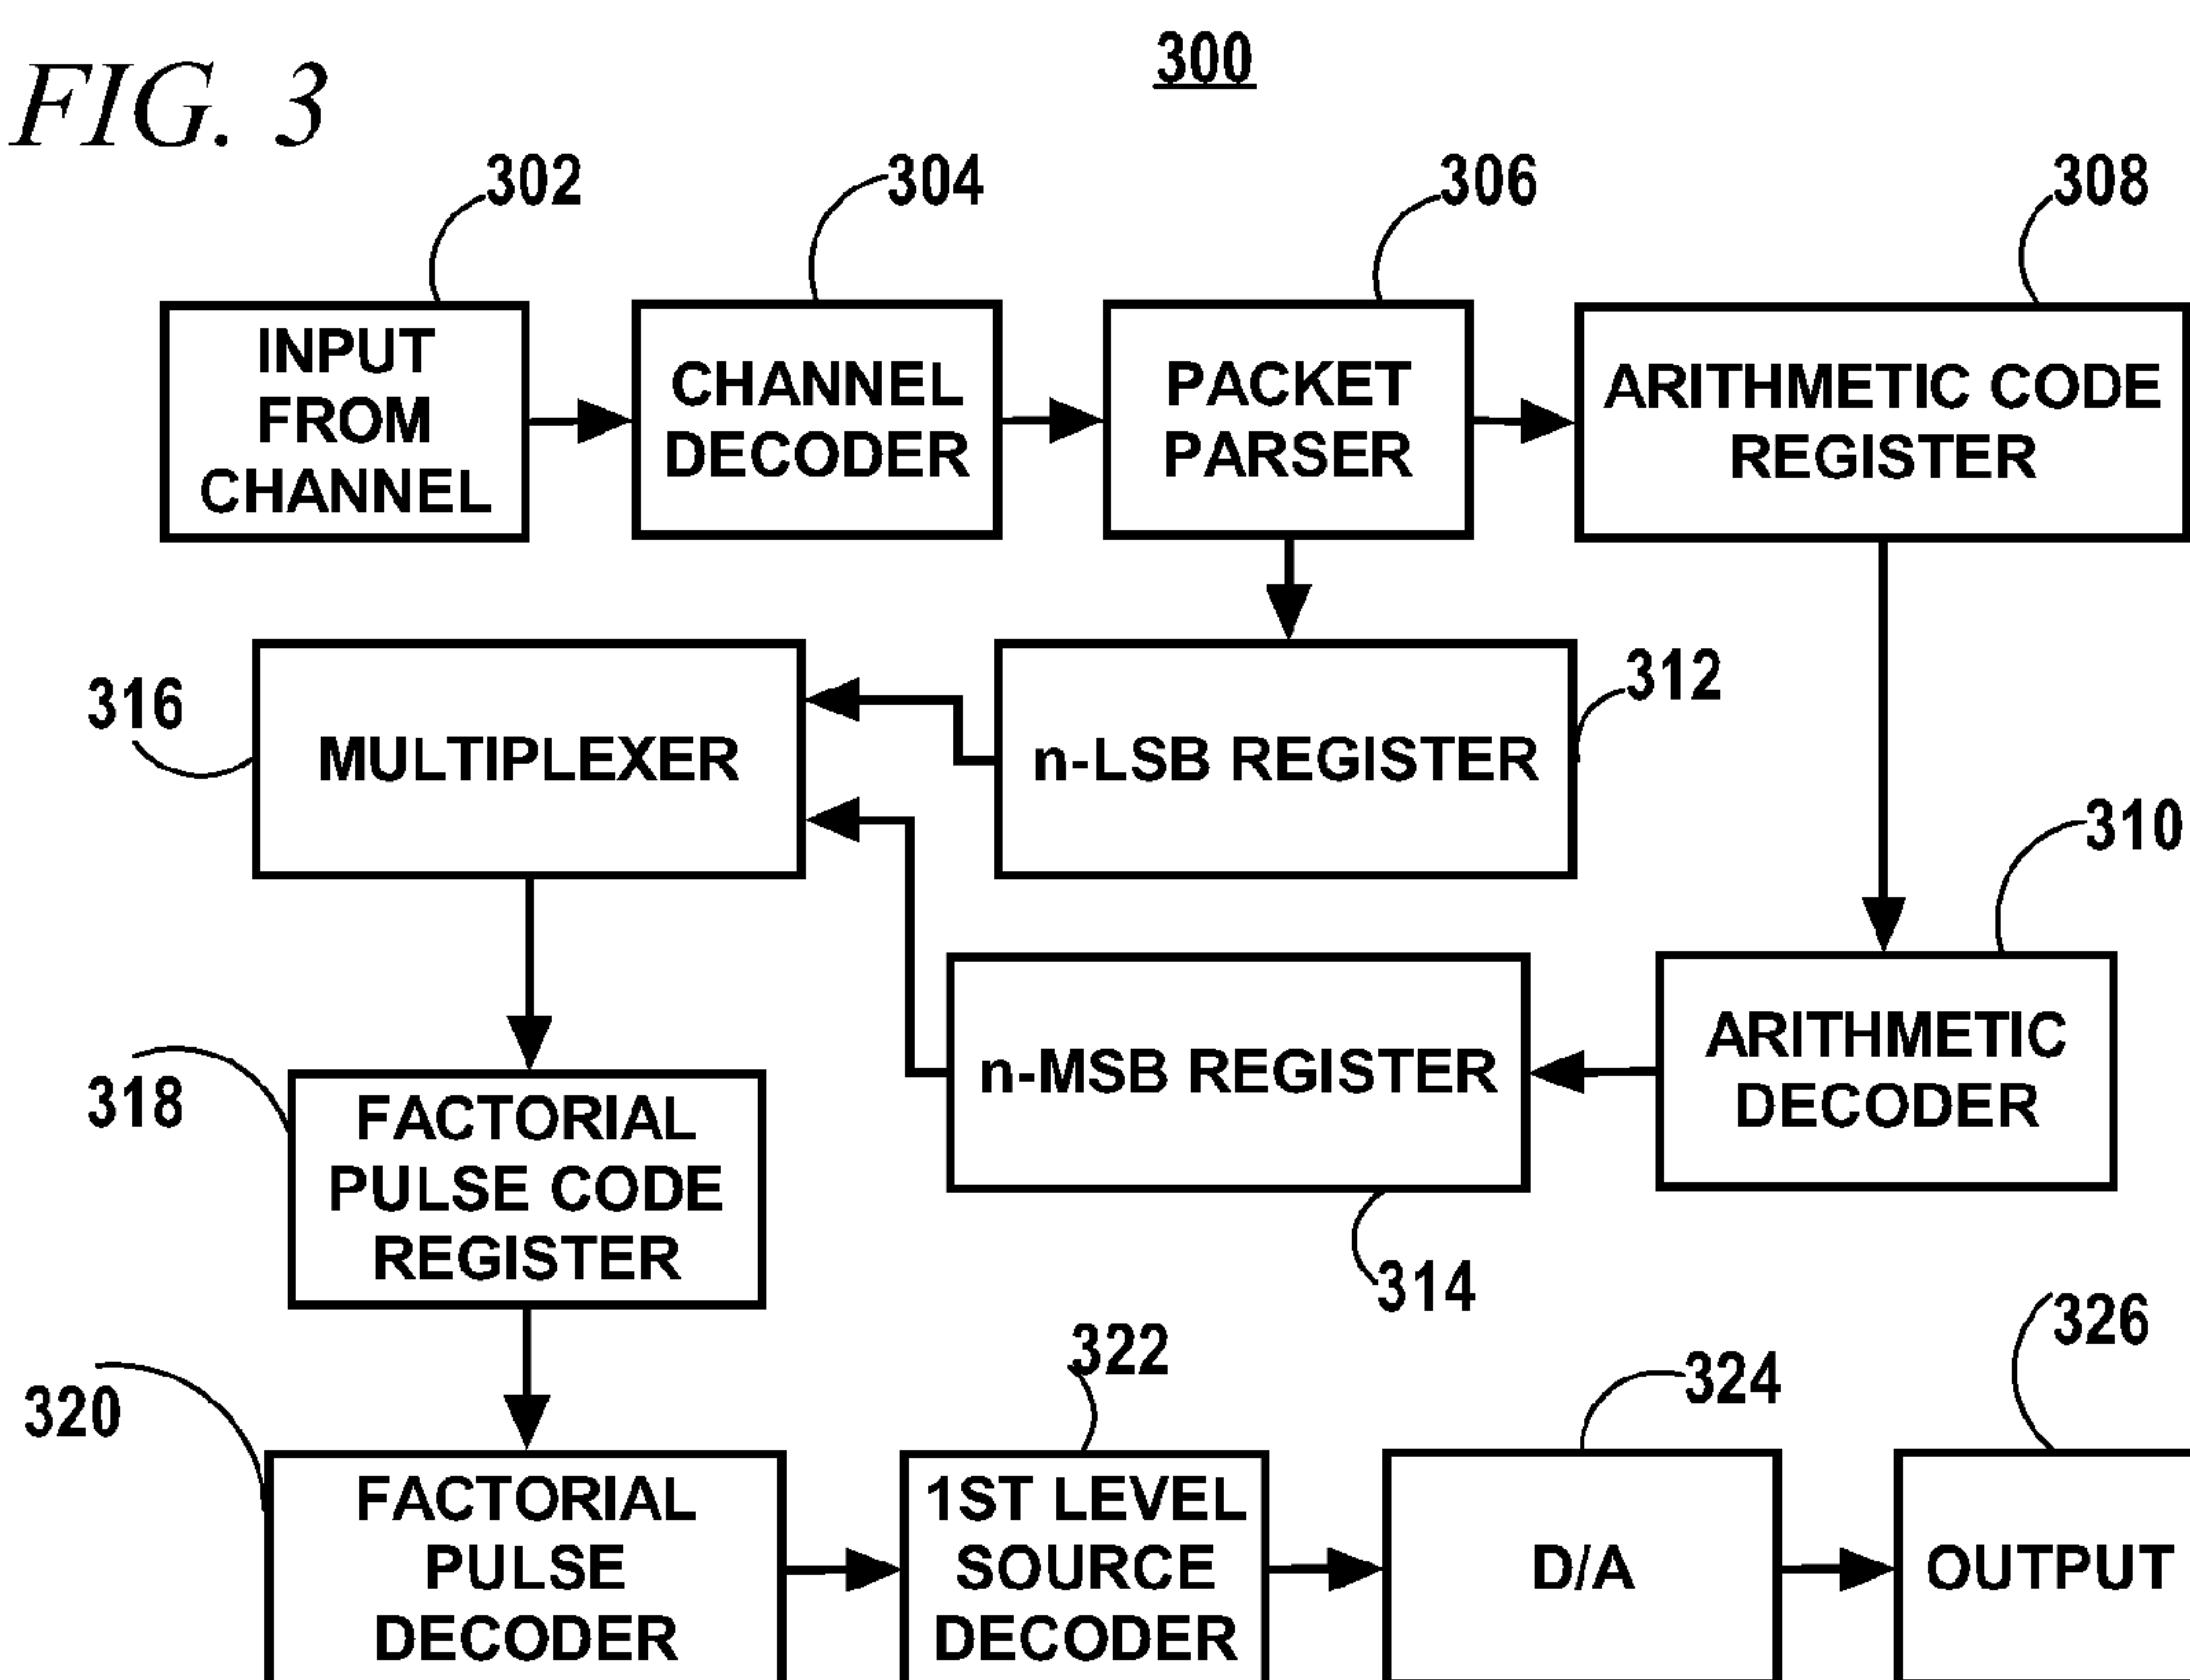 FIG. 3
300
302
304
306
308
INPUT
FROM
CHANNEL
CHANNEL
DECODER
PACKET
PARSER
ARITHMETIC CODE
REGISTER
316
MULTIPLEXER
n-LSB REGISTER
312
310
318
FACTORIAL
PULSE CODE
REGISTER
n-MSB REGISTER
ARITHMETIC
DECODER
314
320
322
324
326
FACTORIAL
PULSE
DECODER
1ST LEVEL
SOURCE
DECODER
D/A
OUTPUT